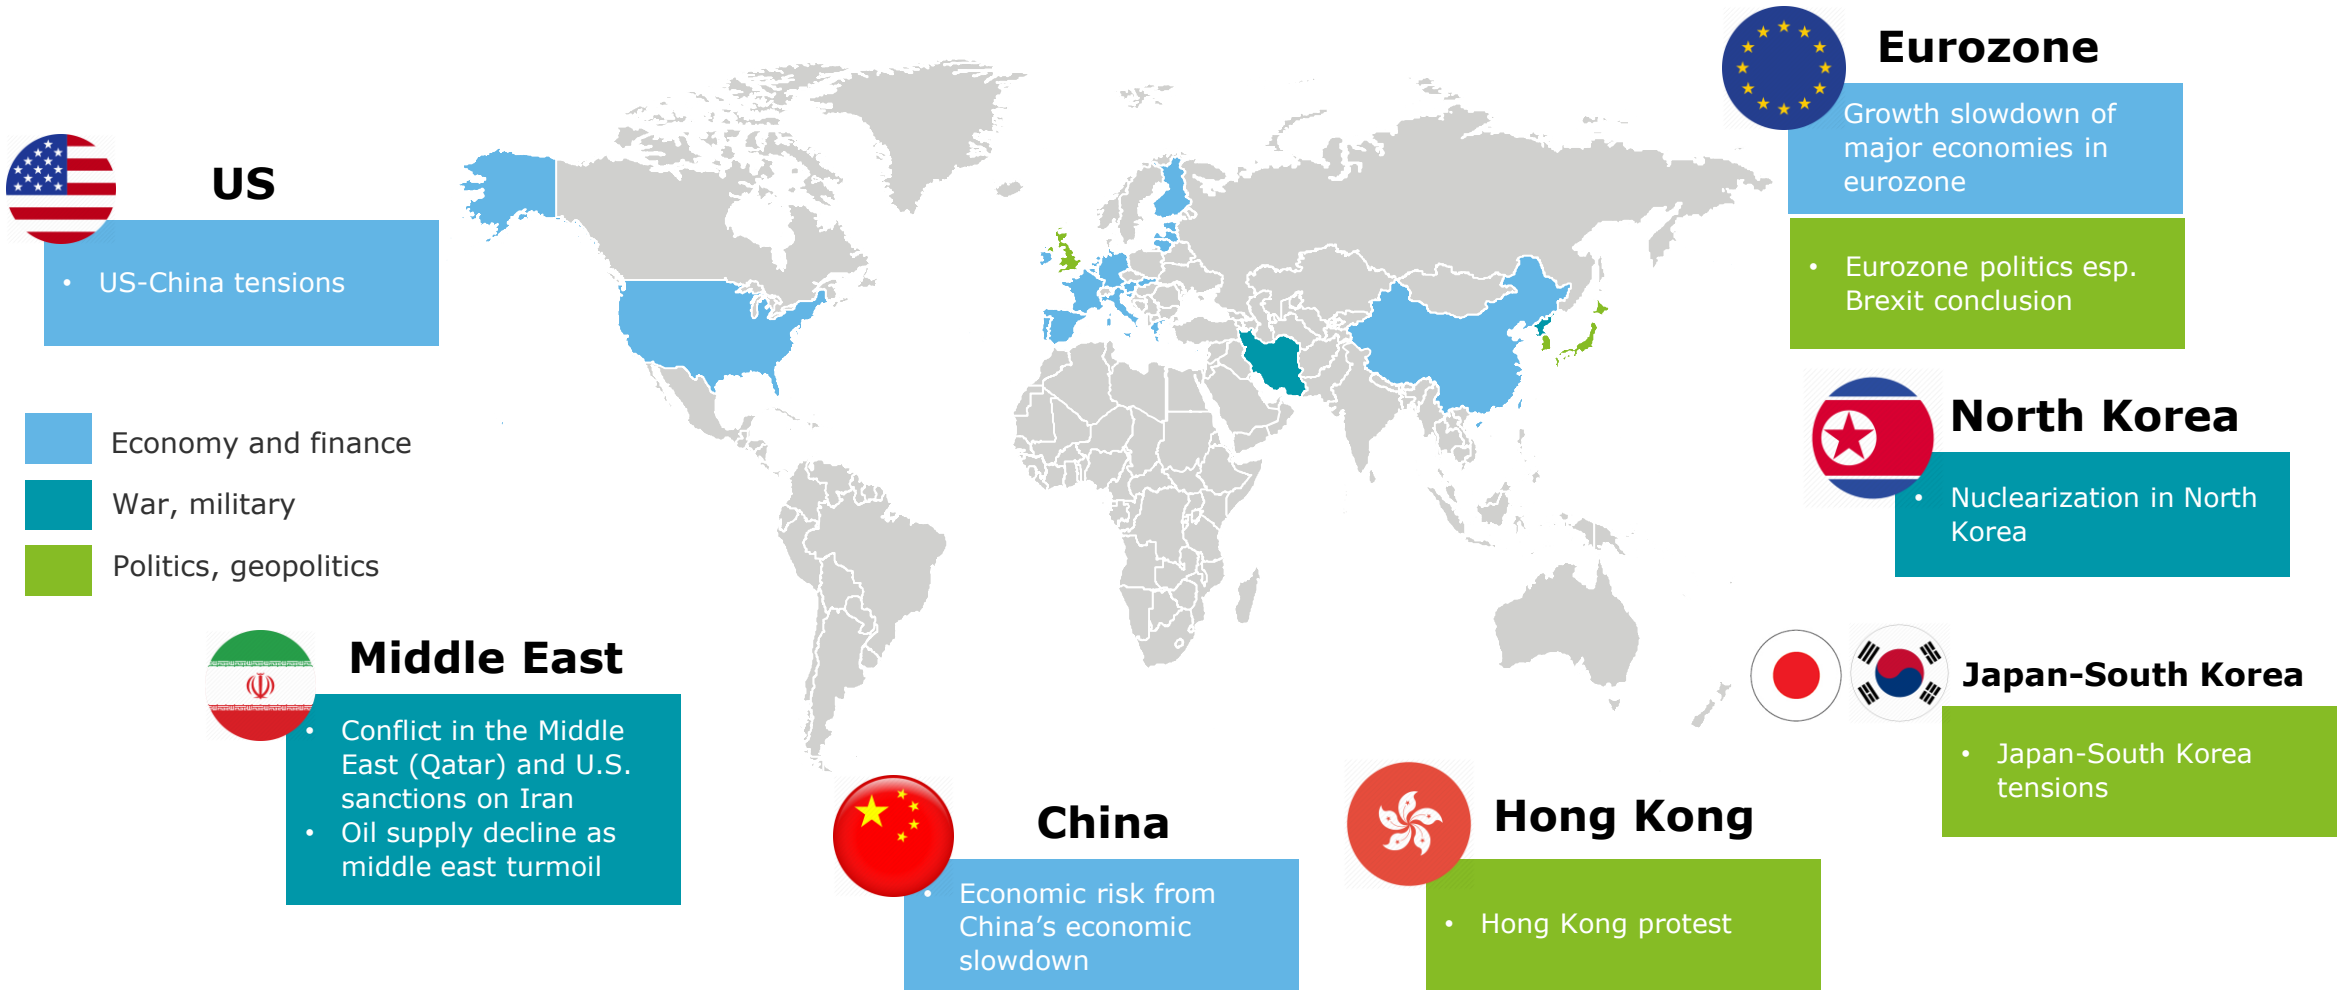 Eurozone
Growth slowdown of
major economies in
eurozone
• Eurozone politics esp.
Brexit conclusion
US
• US-China tensions
Economy and finance
War, military
Politics, geopolitics
North Korea
• Nuclearization in North
Korea
Middle East
• Conflict in the Middle
East (Qatar) and U.S.
sanctions on Iran
• Oil supply decline as
middle east turmoil
Japan-South Korea
• Japan-South Korea
tensions
China
• Economic risk from
China’s economic
slowdown
Hong Kong
• Hong Kong protest